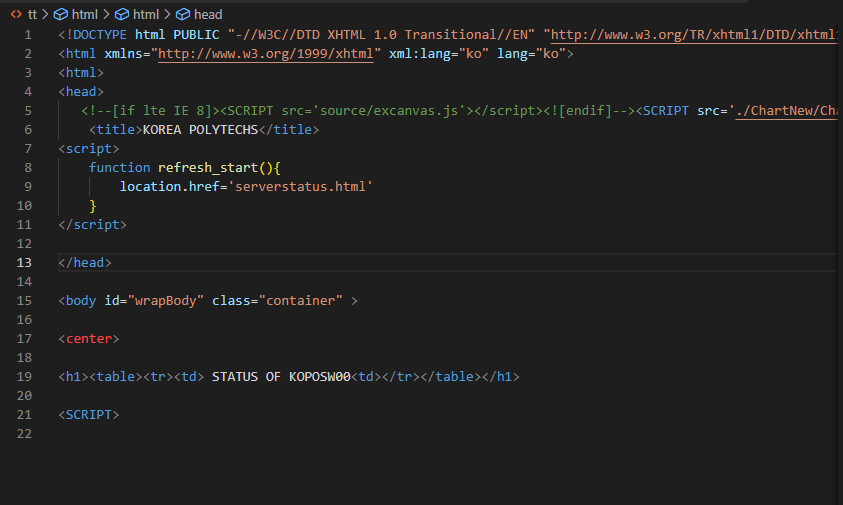 tt > html > html > head
1 <!DOCTYPE html PUBLIC "-//W3C//DTD XHTML 1.0 Transitional//EN" "http://www.w3.org/TR/xhtml1/DTD/xhtml1
2 <html xmlns="http://www.w3.org/1999/xhtml" xml:lang="ko" lang="ko">
3 <html>
4 <head>
5 <!--[if lte IE 8]><SCRIPT src='source/excanvas.js'></script><![endif]--><SCRIPT src='./ChartNew/Cha
6 <title>KOREA POLYTECHS</title>
7 <script>
8 function refresh_start(){
9 location.href='serverstatus.html'
10 }
11 </script>
12
13 </head>
14
15 <body id="wrapBody" class="container" >
16
17 <center>
18
19 <h1><table><tr><td> STATUS OF KOPOSW00<td></tr></table></h1>
20
21 <SCRIPT>
22